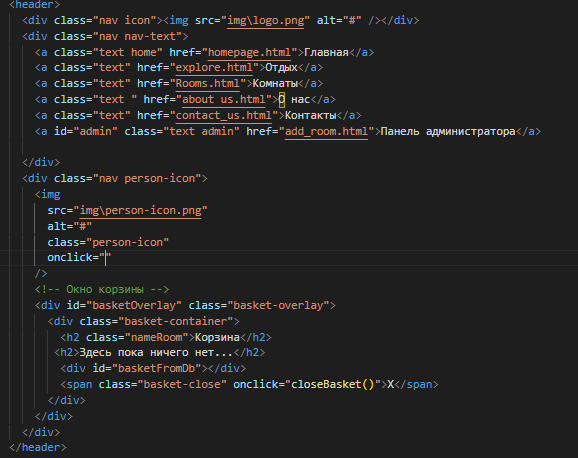 <header>
<div class="nav icon"><img src="img\logo.png" alt="#" /></div>
<div class="nav nav-text">
<a class="text home" href="homepage.html">Главная</a>
<a class="text" href="explore.html">Отдых</a>
<a class="text" href="Rooms.html">Комнаты</a>
<a class="text " href="about us.html">О нас</a>
<a class="text" href="contact_us.html">Контакты</a>
<a id="admin" class="text admin" href="add_room.html">Панель администратора</a>
</div>
<div class="nav person-icon">
<img
src="img\person-icon.png"
alt="#"
class="person-icon"
onclick=""
/>
<!-- Окно корзины -->
<div id="basketOverlay" class="basket-overlay">
<div class="basket-container">
<h2 class="nameRoom">Корзина</h2>
<h2>Здесь пока ничего нет...</h2>
<div id="basketFromDb"></div>
<span class="basket-close" onclick="closeBasket()">X</span>
</div>
</div>
</div>
</header>